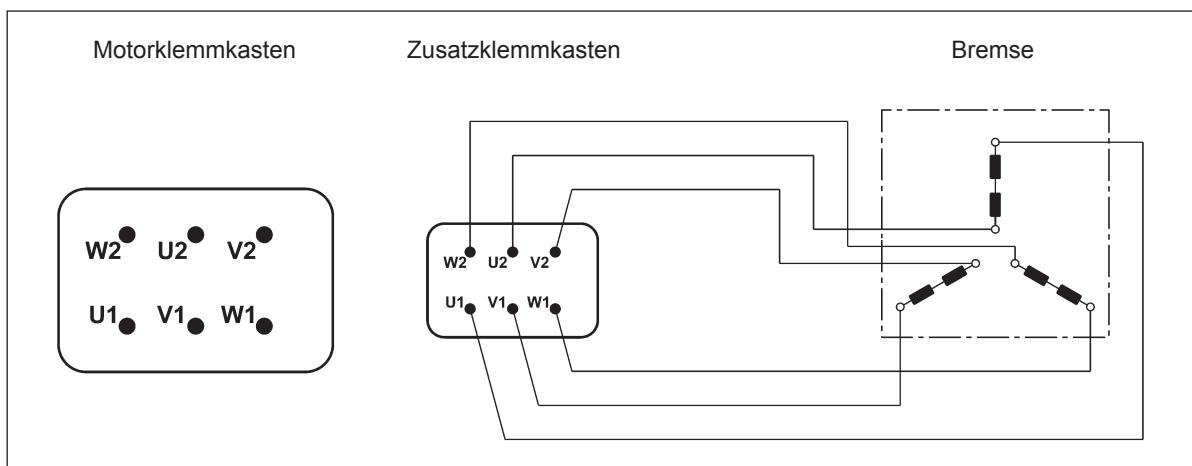 Motorklemmkasten Zusatzklemmkasten Bremse
W2 U2 V2
U1 V1 W1
W2 U2 V2
U1 V1 W1